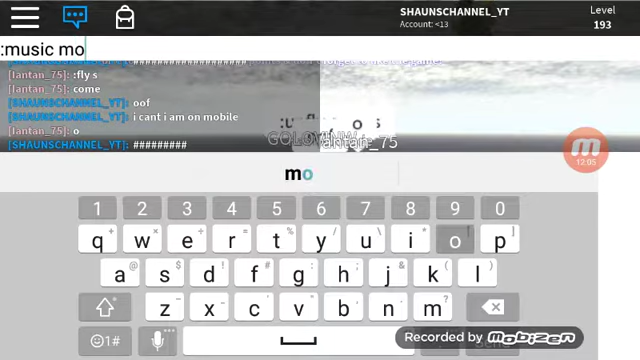 SHAUNSCHANNEL_YT
Account: <13
Level
193
:music mo
[SHAUNSCHANNEL_YT]: ##################
[lantan_75]: :fly s
[lantan_75]: come
[SHAUNSCHANNEL_YT]: oof
[SHAUNSCHANNEL_YT]: i cant i am on mobile
[lantan_75]: o
[SHAUNSCHANNEL_YT]: #########
lantan_75
12:05
mo
1 2 3 4 5 6 7 8 9 0
q w e r t y u i o p
a s d f g h j k l
z x c v b n m
1#
Recorded by Mobizen